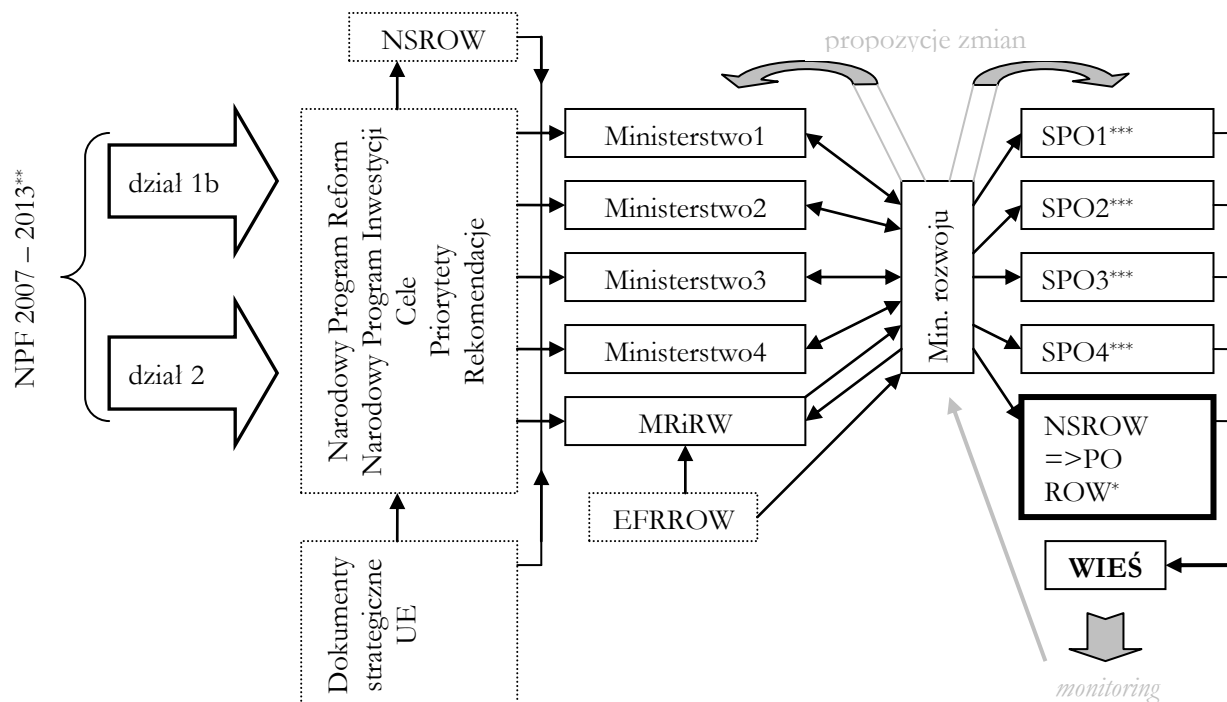 NSROW
propozycje zmian
NPF 2007 – 2013**
dział 1b
dział 2
Narodowy Program Reform
Narodowy Program Inwestycji
Cele
Priorytety
Rekomendacje
Dokumenty
strategiczne
UE
Ministerstwo1
Ministerstwo2
Ministerstwo3
Ministerstwo4
MRiRW
EFRROW
Min. rozwoju
SPO1***
SPO2***
SPO3***
SPO4***
NSROW
=>PO
ROW*
WIEŚ
monitoring